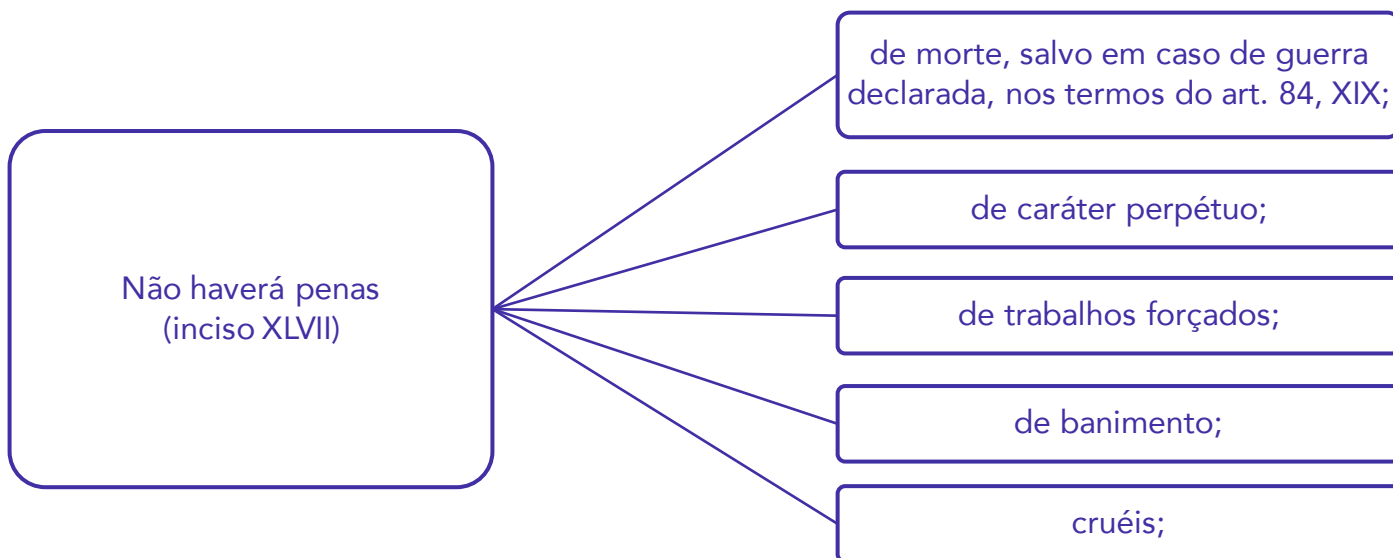 Não haverá penas
(inciso XLVII)
de morte, salvo em caso de guerra
declarada, nos termos do art. 84, XIX;
de caráter perpétuo;
de trabalhos forçados;
de banimento;
cruéis;